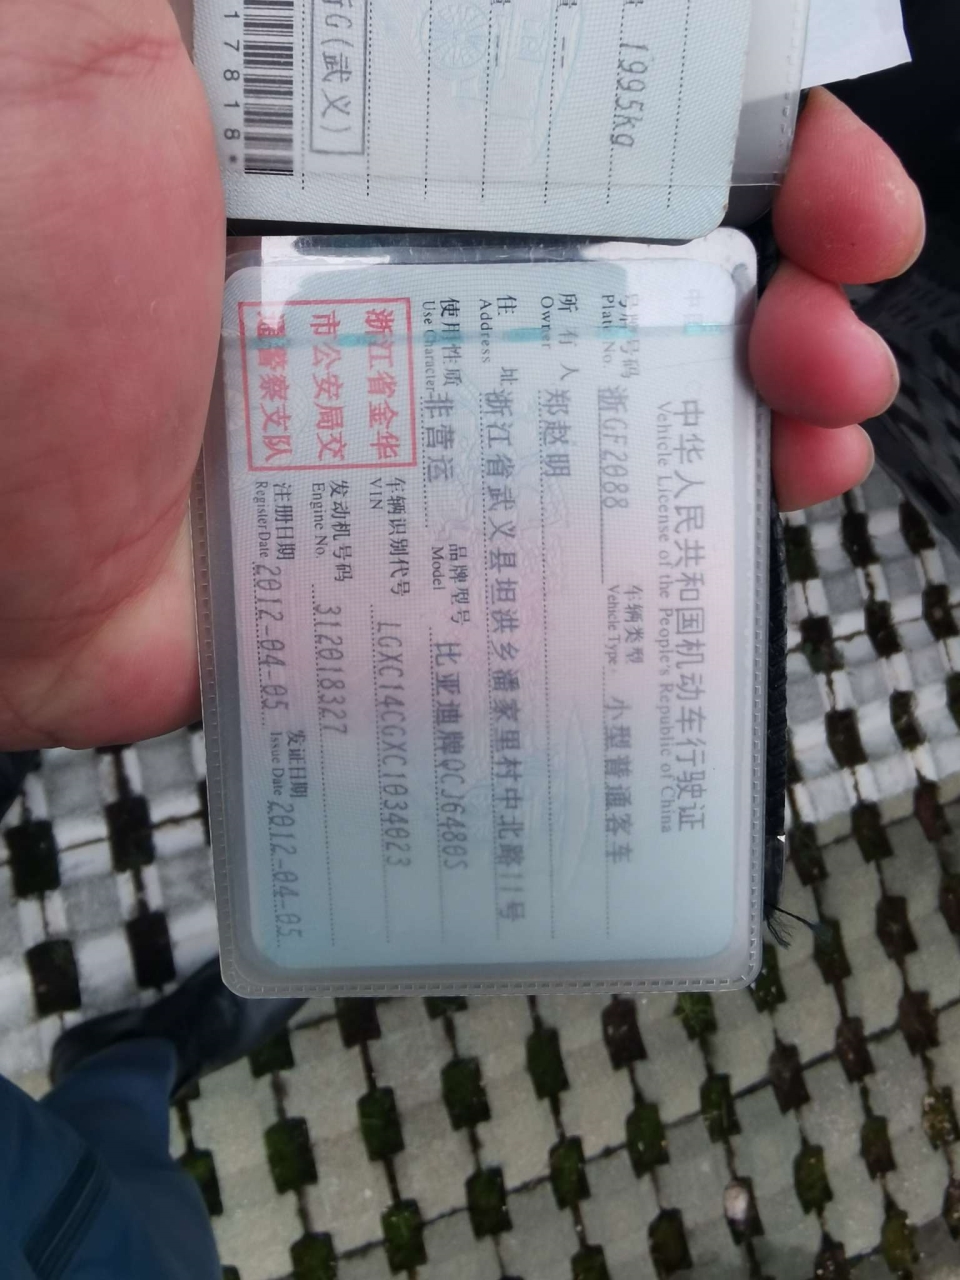 1995kg
G(武义)
17818*
中华人民共和国机动车行驶证
Vehicle License of the People's Republic of China
号牌号码 浙GF2088 车辆类型 小型普通客车
Plate No. Vehicle Type
所有人 郑赵明
Owner
住址 浙江省武义县坦洪乡潘家里村中北路11号
Address
使用性质 非营运 品牌型号 比亚迪牌QCJ6480S
Use Character Model
浙江省金华
市公安局交
通警察支队
车辆识别代号 LGXC14CGXC1034023
VIN
发动机号码 312018327
Engine No.
注册日期 2012-04-05 发证日期 2012-04-05
Register Date Issue Date